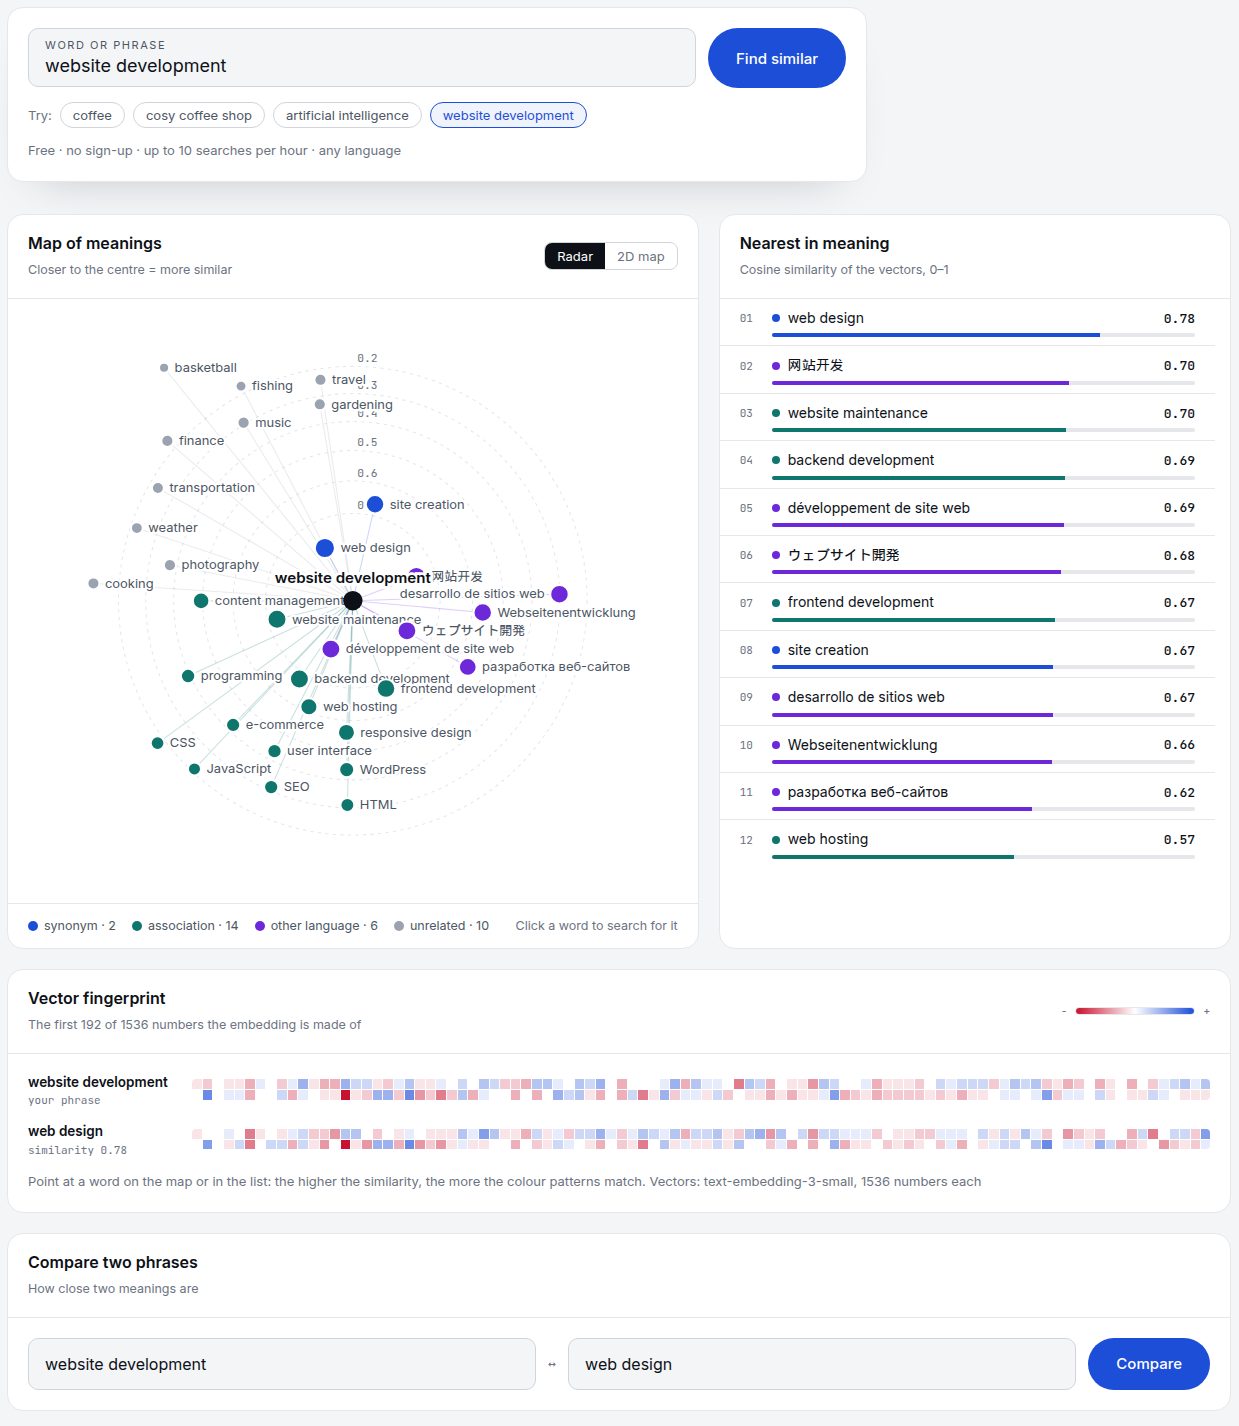 WORD OR PHRASE
website development
Find similar
Try:
coffee
cosy coffee shop
artificial intelligence
website development
Free · no sign-up · up to 10 searches per hour · any language
Map of meanings
Closer to the centre = more similar
Radar
2D map
0.2
basketball
travel
0.3
fishing
gardening
0.4
music
finance
0.5
0.6
transportation
0
site creation
weather
web design
photography
website development
网站开发
cooking
desarrollo de sitios web
content management
Webseitenentwicklung
website maintenance
ウェブサイト開発
développement de site web
разработка веб-сайтов
programming
backend development
frontend development
web hosting
e-commerce
responsive design
CSS
user interface
JavaScript
WordPress
SEO
HTML
synonym · 2
association · 14
other language · 6
unrelated · 10
Click a word to search for it
Nearest in meaning
Cosine similarity of the vectors, 0–1
01 web design 0.78
02 网站开发 0.70
03 website maintenance 0.70
04 backend development 0.69
05 développement de site web 0.69
06 ウェブサイト開発 0.68
07 frontend development 0.67
08 site creation 0.67
09 desarrollo de sitios web 0.67
10 Webseitenentwicklung 0.66
11 разработка веб-сайтов 0.62
12 web hosting 0.57
Vector fingerprint
The first 192 of 1536 numbers the embedding is made of
- +
website development
your phrase
web design
similarity 0.78
Point at a word on the map or in the list: the higher the similarity, the more the colour patterns match. Vectors: text-embedding-3-small, 1536 numbers each
Compare two phrases
How close two meanings are
website development
↔
web design
Compare